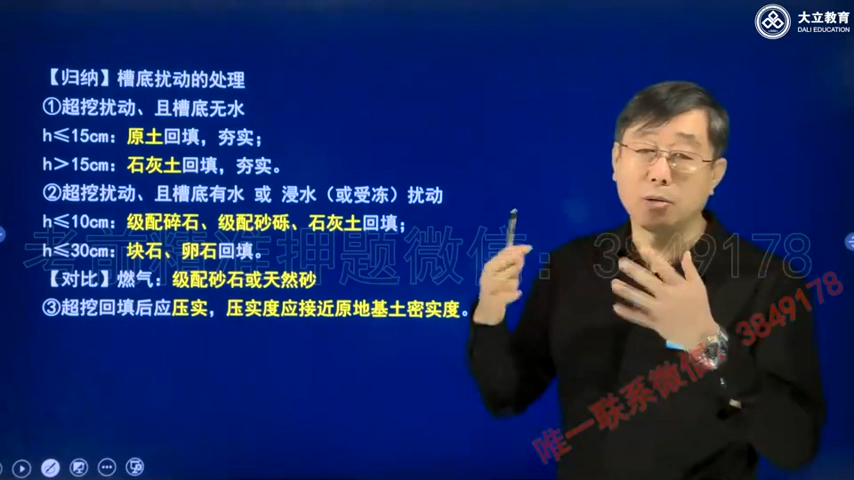 大立教育
DALI EDUCATION
【归纳】槽底扰动的处理
①超挖扰动、且槽底无水
h≤15cm：原土回填，夯实；
h＞15cm：石灰土回填，夯实。
②超挖扰动、且槽底有水 或 浸水（或受冻）扰动
h≤10cm：级配碎石、级配砂砾、石灰土回填；
h≤30cm：块石、卵石回填。
【对比】燃气：级配砂石或天然砂
③超挖回填后应压实，压实度应接近原地基土密实度。
考前精准押题微信：3849178
唯一联系微信：3849178